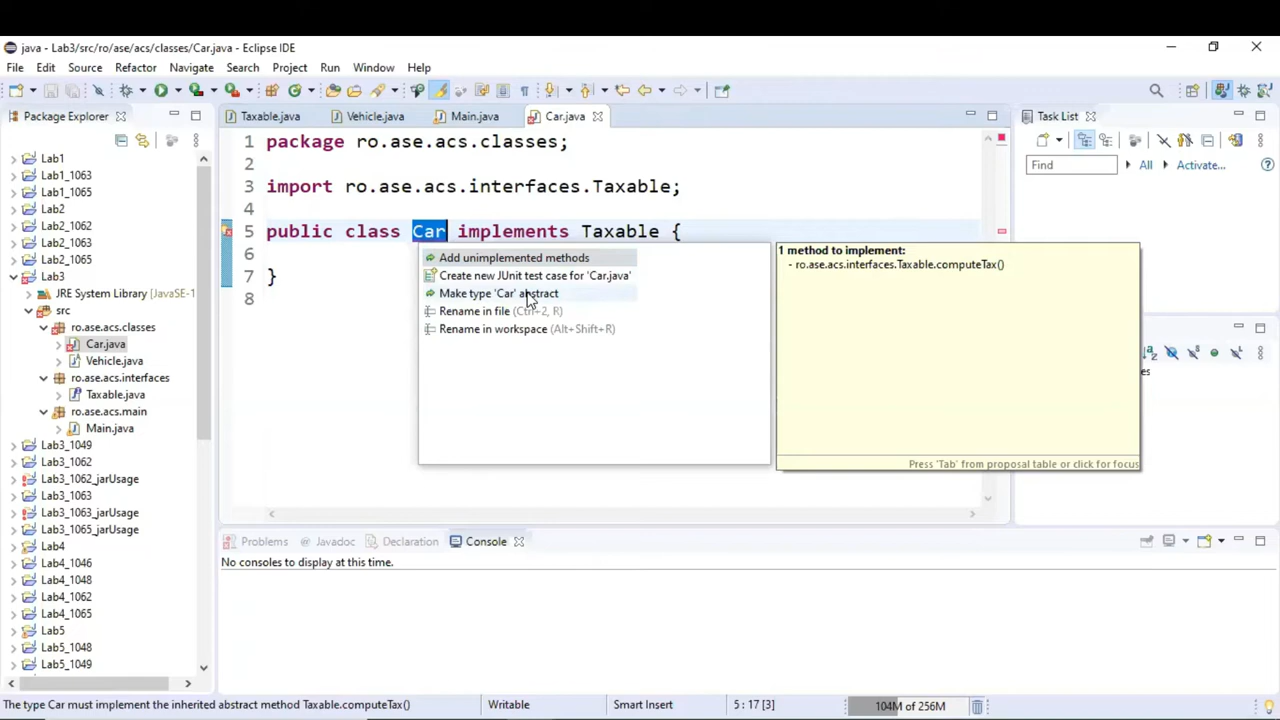 java - Lab3/src/ro/ase/acs/classes/Car.java - Eclipse IDE
File Edit Source Refactor Navigate Search Project Run Window Help
Package Explorer
Taxable.java Vehicle.java Main.java Car.java
Task List
Lab1
Lab1_1063
Lab1_1065
Lab2
Lab2_1062
Lab2_1063
Lab2_1065
Lab3
JRE System Library [JavaSE-1
src
ro.ase.acs.classes
Car.java
Vehicle.java
ro.ase.acs.interfaces
Taxable.java
ro.ase.acs.main
Main.java
Lab3_1049
Lab3_1062
Lab3_1062_jarUsage
Lab3_1063
Lab3_1063_jarUsage
Lab3_1065_jarUsage
Lab4
Lab4_1046
Lab4_1048
Lab4_1062
Lab4_1065
Lab5
Lab5_1048
Lab5_1049
1 package ro.ase.acs.classes;
2
3 import ro.ase.acs.interfaces.Taxable;
4
5 public class Car implements Taxable {
6
7 }
8
Add unimplemented methods
Create new JUnit test case for 'Car.java'
Make type 'Car' abstract
Rename in file (Ctrl+2, R)
Rename in workspace (Alt+Shift+R)
1 method to implement:
- ro.ase.acs.interfaces.Taxable.computeTax()
Press 'Tab' from proposal table or click for focus
Find All Activate...
es
Problems Javadoc Declaration Console
No consoles to display at this time.
The type Car must implement the inherited abstract method Taxable.computeTax() Writable Smart Insert 5 : 17 [3] 104M of 256M